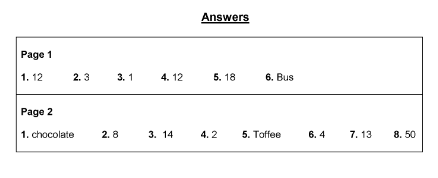 Answers
Page 1
1. 12 2. 3 3. 1 4. 12 5. 18 6. Bus
Page 2
1. chocolate 2. 8 3. 14 4. 2 5. Toffee 6. 4 7. 13 8. 50